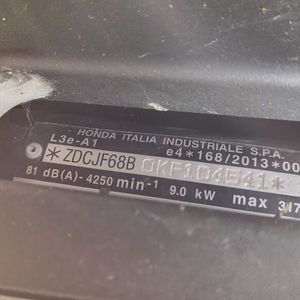 HONDA ITALIA INDUSTRIALE S.P.A.
L3e-A1 e4*168/2013*00
*ZDCJF68B
81 dB(A)- 4250 min-1 9.0 kW max 317